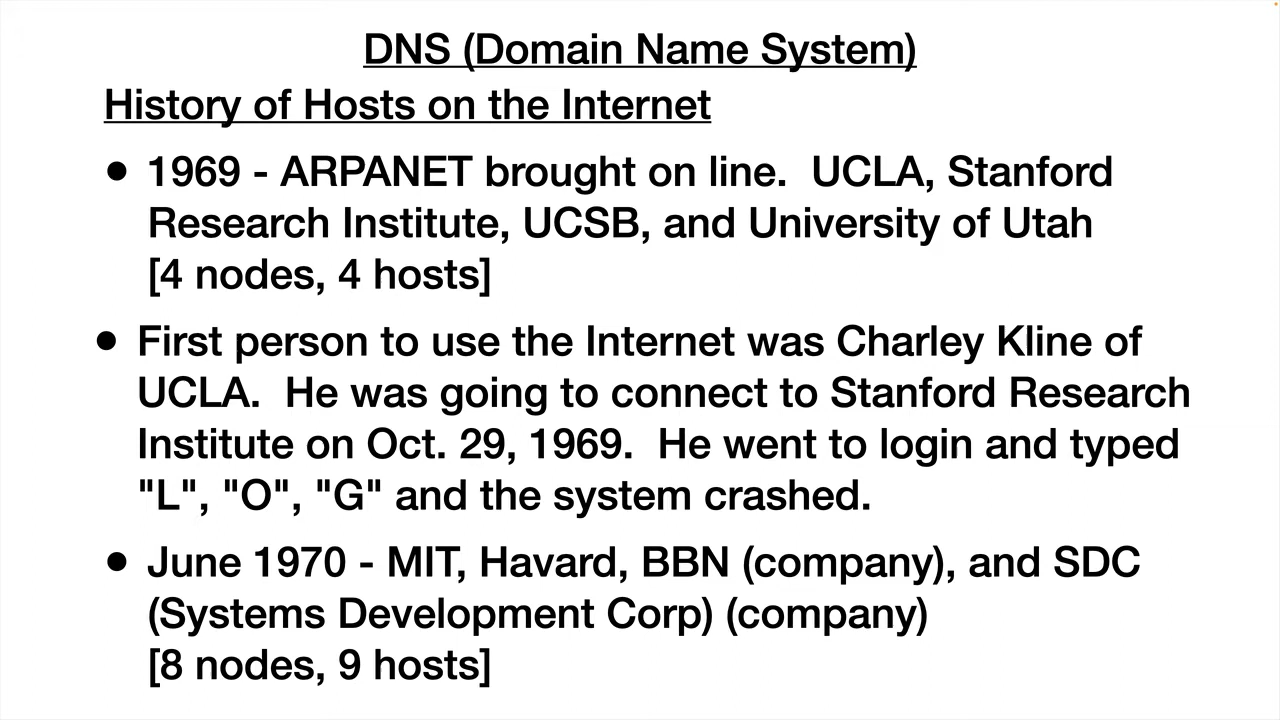 DNS (Domain Name System)
History of Hosts on the Internet
• 1969 - ARPANET brought on line.  UCLA, Stanford
Research Institute, UCSB, and University of Utah
[4 nodes, 4 hosts]
• First person to use the Internet was Charley Kline of
UCLA.  He was going to connect to Stanford Research
Institute on Oct. 29, 1969.  He went to login and typed
"L", "O", "G" and the system crashed.
• June 1970 - MIT, Havard, BBN (company), and SDC
(Systems Development Corp) (company)
[8 nodes, 9 hosts]